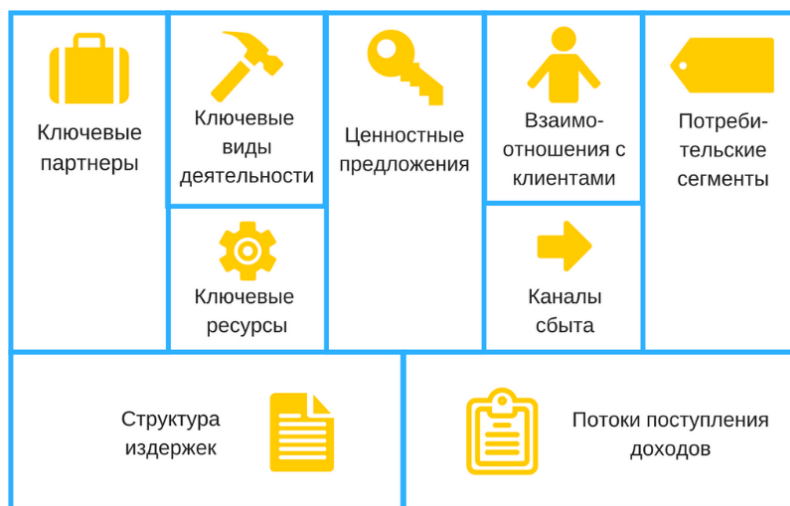 Ключевые
партнеры
Ключевые
виды
деятельности
Ключевые
ресурсы
Ценностные
предложения
Взаимо-
отношения с
клиентами
Каналы
сбыта
Потреби-
тельские
сегменты
Структура
издержек
Потоки поступления
доходов